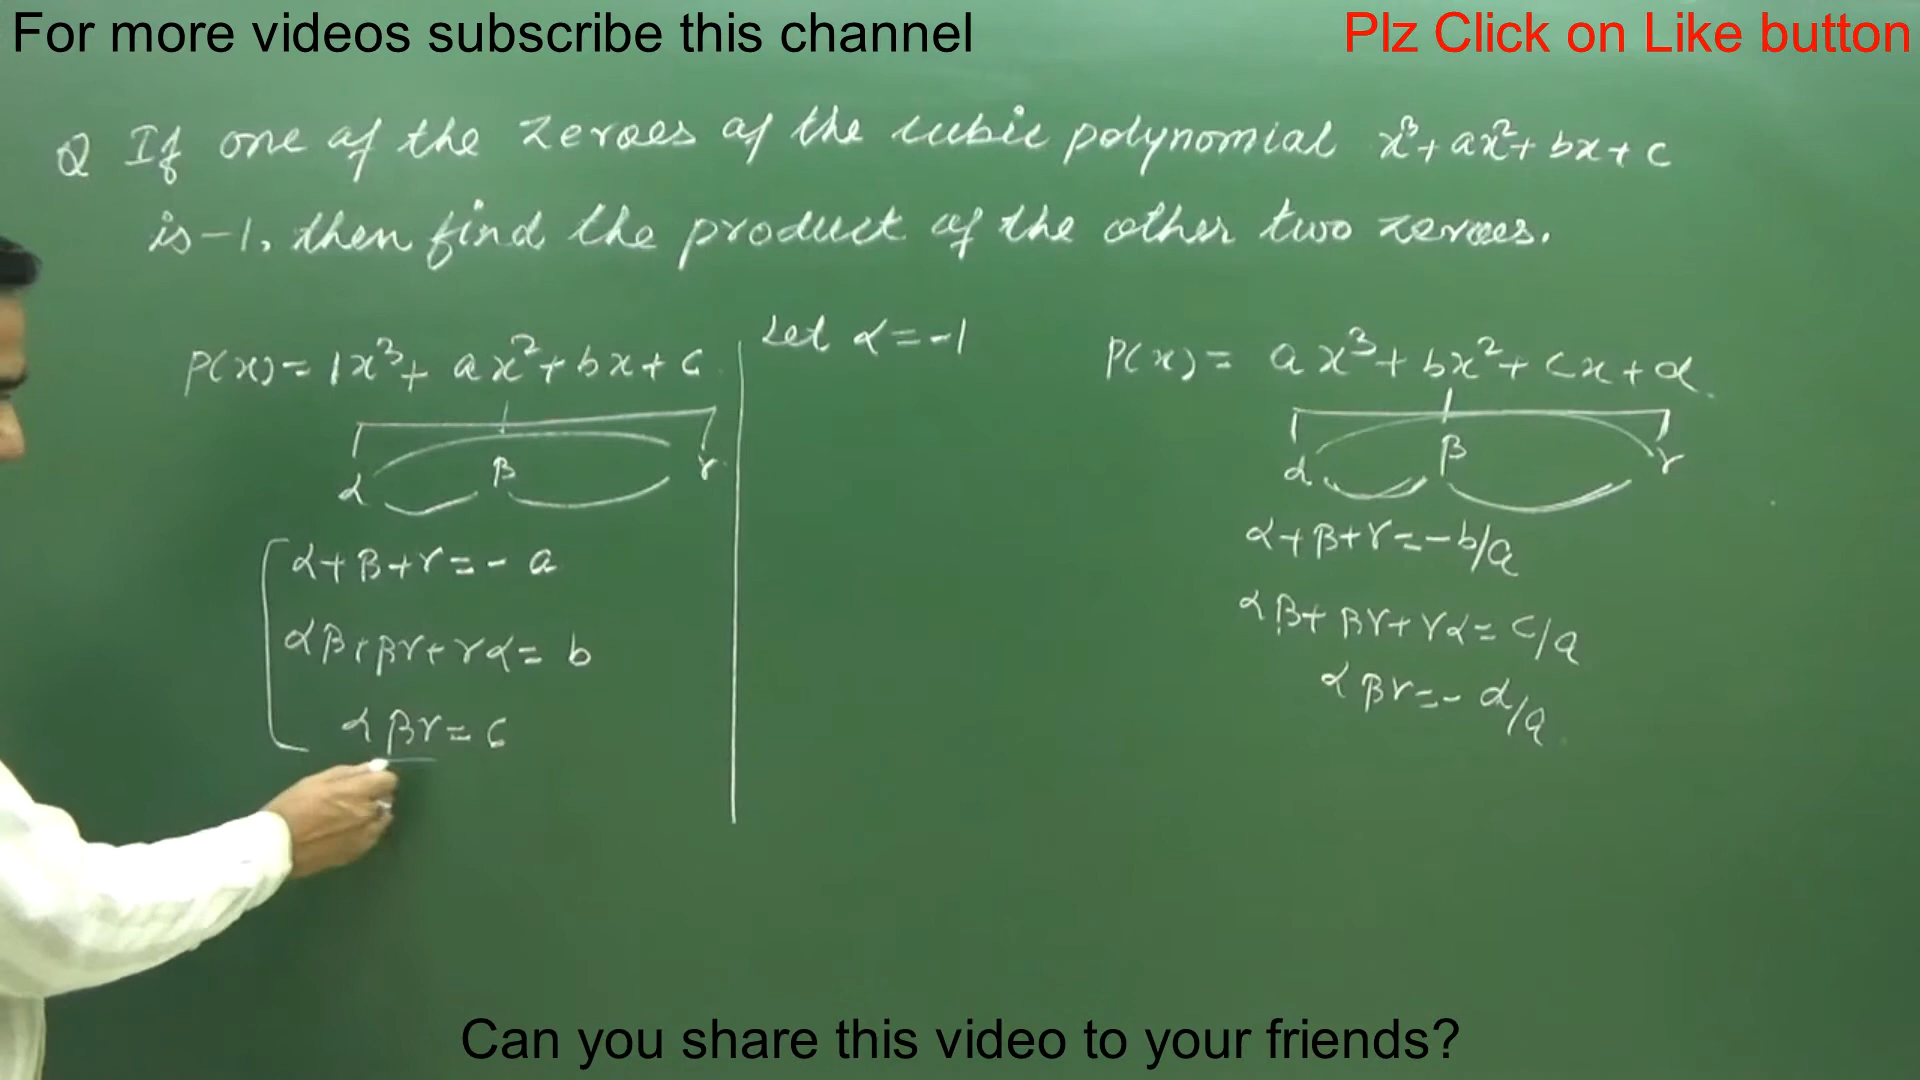 For more videos subscribe this channel
Plz Click on Like button
Q If one of the zeroes of the cubic polynomial x³+ax²+bx+c
is -1, then find the product of the other two zeroes.
P(x)=1x³+ax²+bx+c
α β γ
α+β+γ=-a
αβ+βγ+γα=b
αβγ=c
Let α=-1
P(x)=ax³+bx²+cx+d
α β γ
α+β+γ=-b/a
αβ+βγ+γα=c/a
αβγ=-d/a
Can you share this video to your friends?